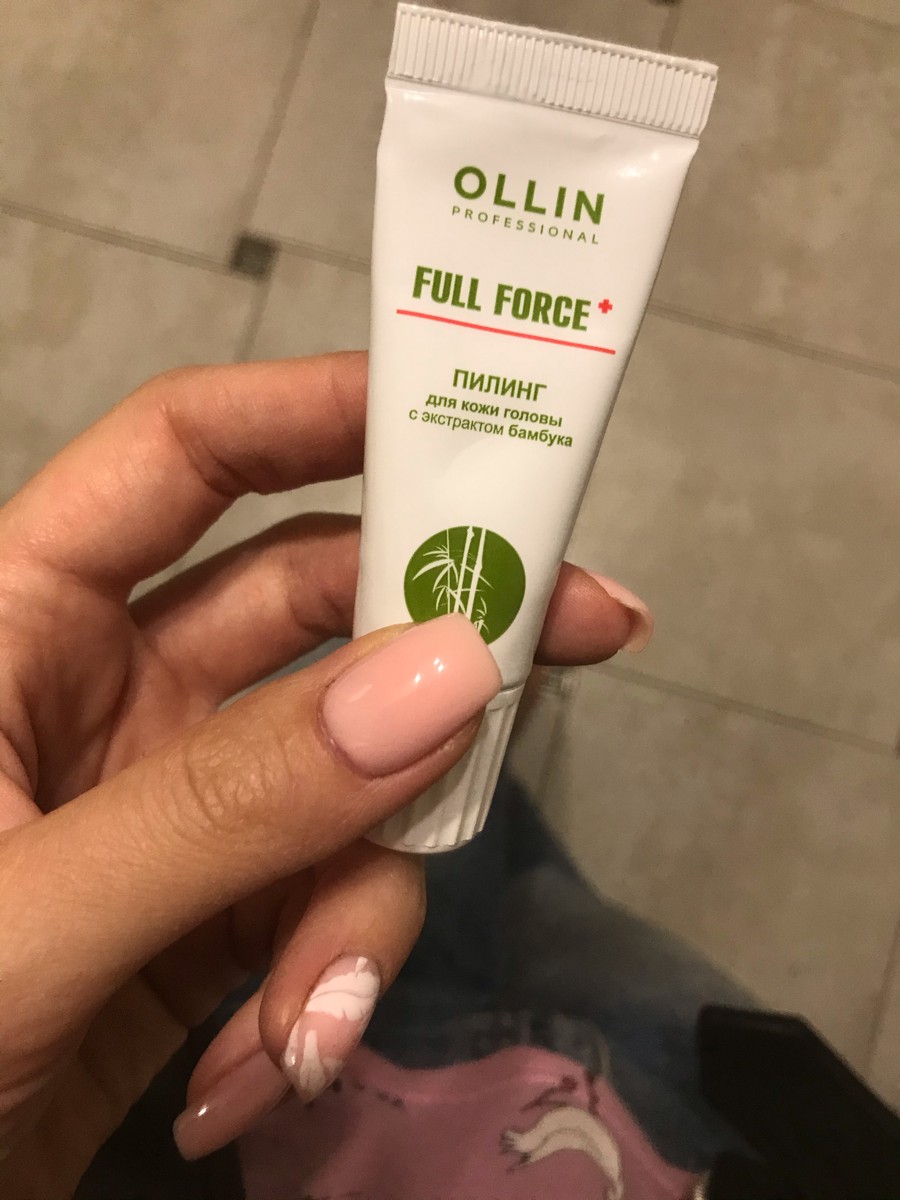 OLLIN
PROFESSIONAL
FULL FORCE+
ПИЛИНГ
для кожи головы
с экстрактом бамбука